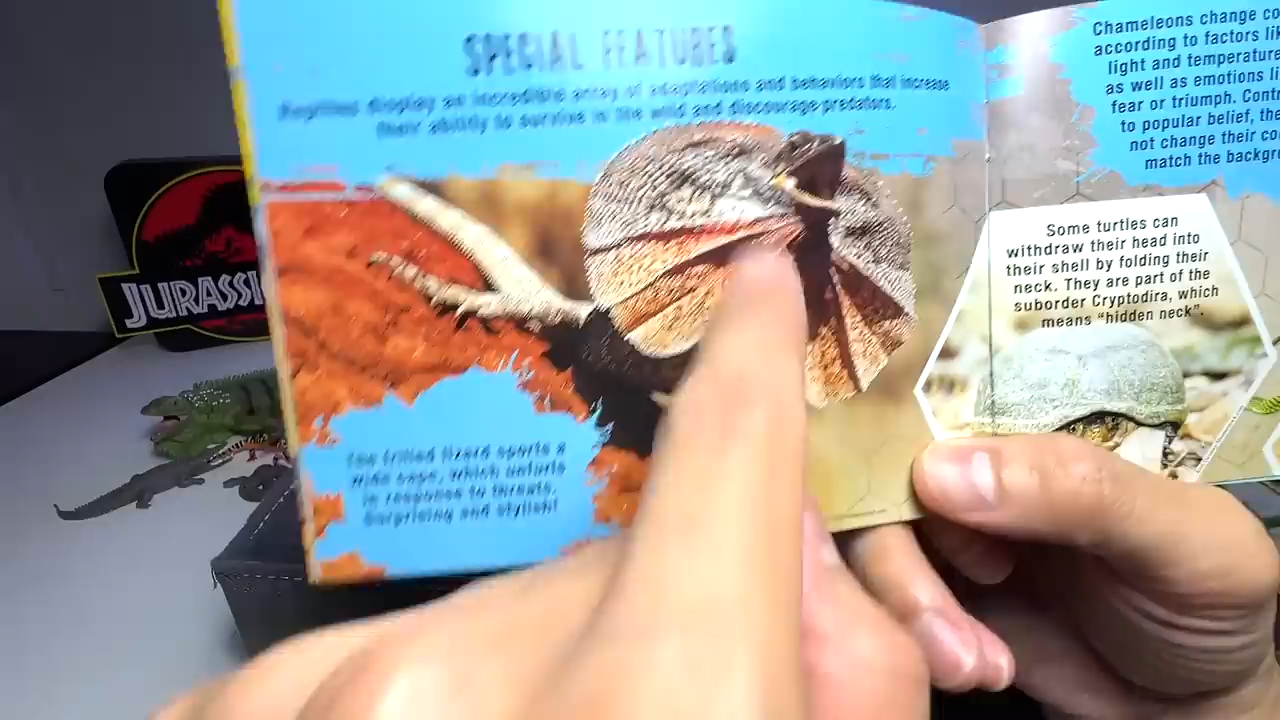 SPECIAL FEATURES
Reptiles display an incredible array of adaptations and behaviors that increase
their ability to survive in the wild and discourage predators.
The frilled lizard sports a
wide cape, which unfurls
in response to threats.
Surprising and stylish!
Chameleons change co
according to factors lik
light and temperature
as well as emotions li
fear or triumph. Cont
to popular belief, the
not change their co
match the backgr
Some turtles can
withdraw their head into
their shell by folding their
neck. They are part of the
suborder Cryptodira, which
means "hidden neck".
JURASSI